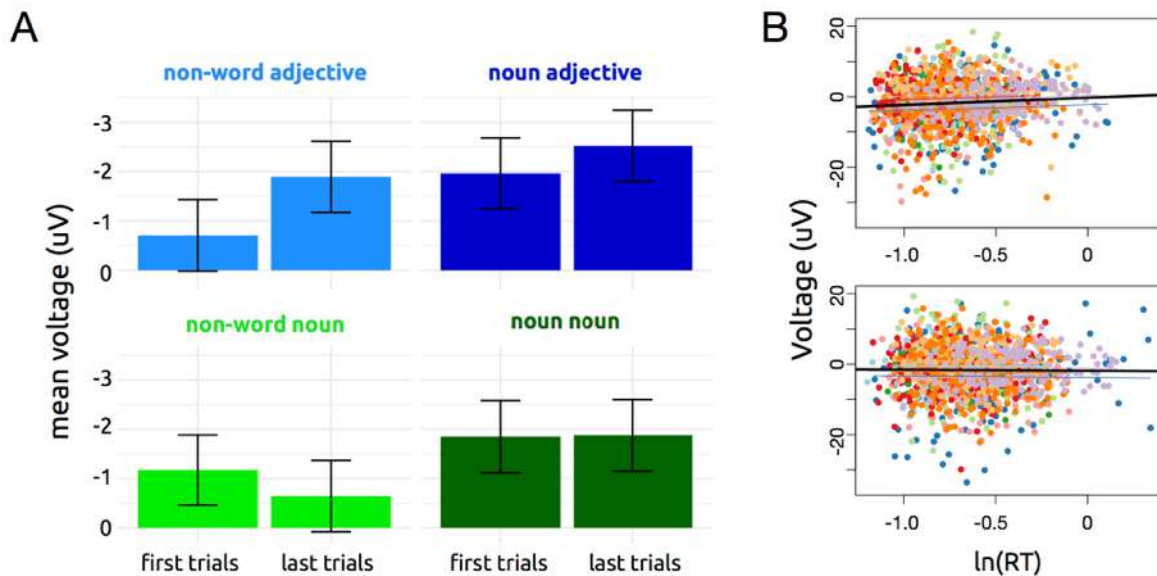 A
non-word adjective
noun adjective
-3
-2
-1
0
non-word noun
noun noun
-3
-2
-1
0
mean voltage (uV)
first trials
last trials
first trials
last trials
B
20
0
-20
-1.0
-0.5
0
20
0
-20
-1.0
-0.5
0
Voltage (uV)
ln(RT)